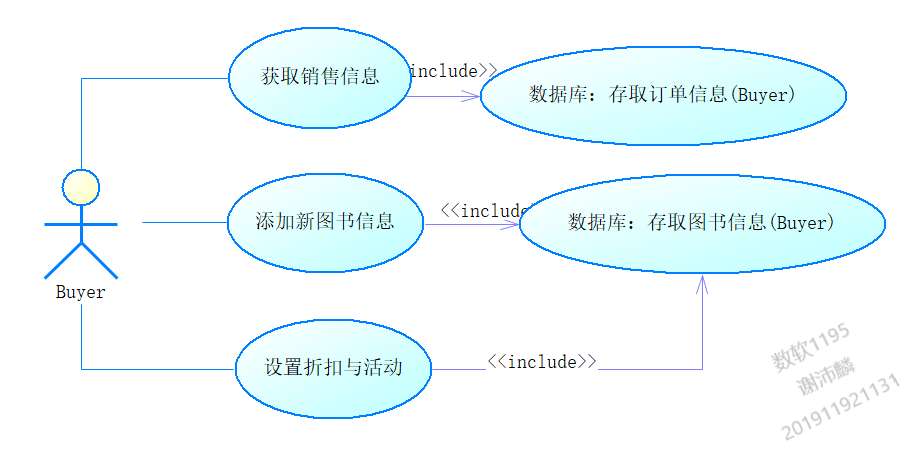 获取销售信息
include>>
数据库：存取订单信息(Buyer)
添加新图书信息
<<include
数据库：存取图书信息(Buyer)
Buyer
设置折扣与活动
<<include>>
数软1195
谢沛麟
201911921131